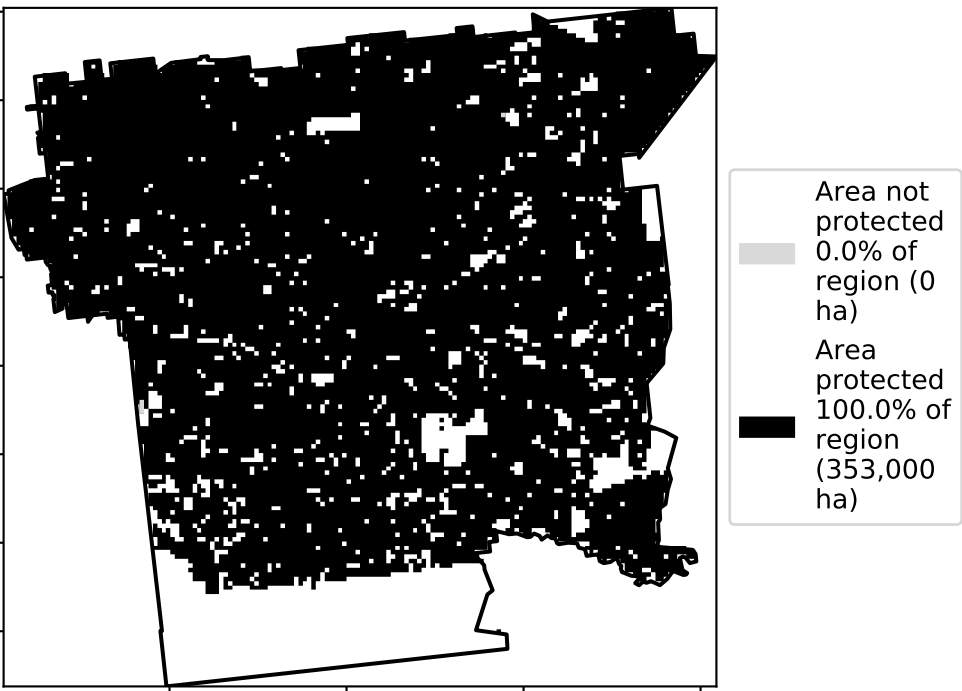 Area not
protected
0.0% of
region (0
ha)
Area
protected
100.0% of
region
(353,000
ha)